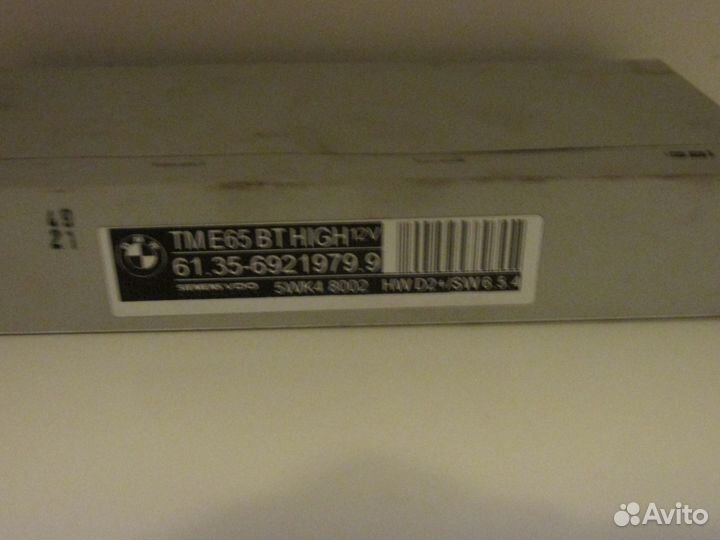 49
21
TM E65 BT HIGH 12V
61.35-6921979.9
SIEMENS VDO 5WK4 8002 HW D2+/SW 6.5.4
Avito